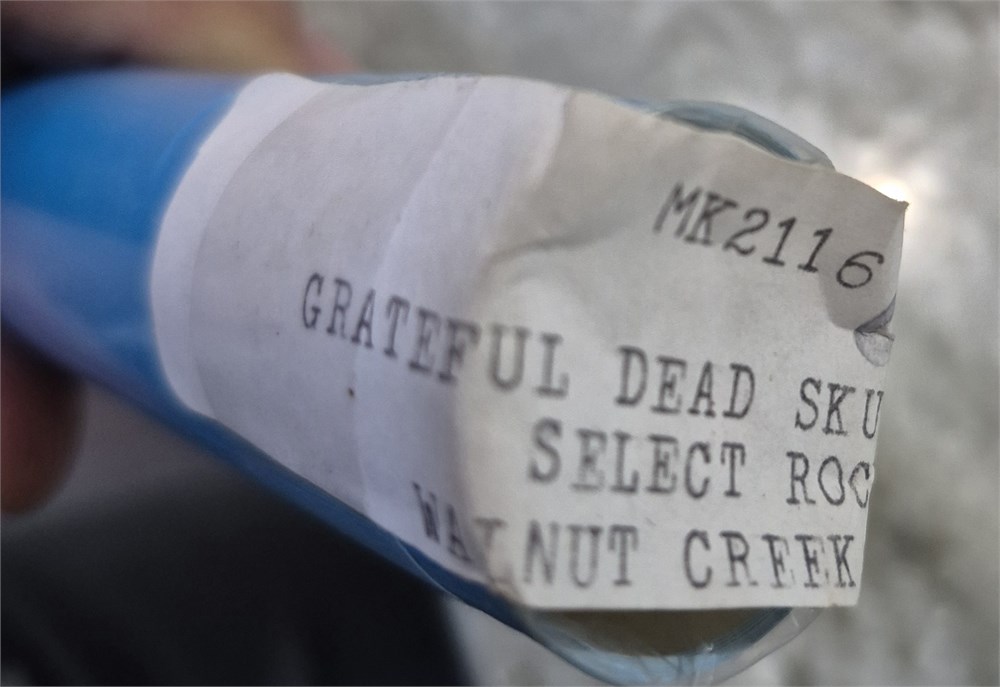 MK2116
GRATEFUL DEAD SKU
SELECT ROC
WALNUT CREEK